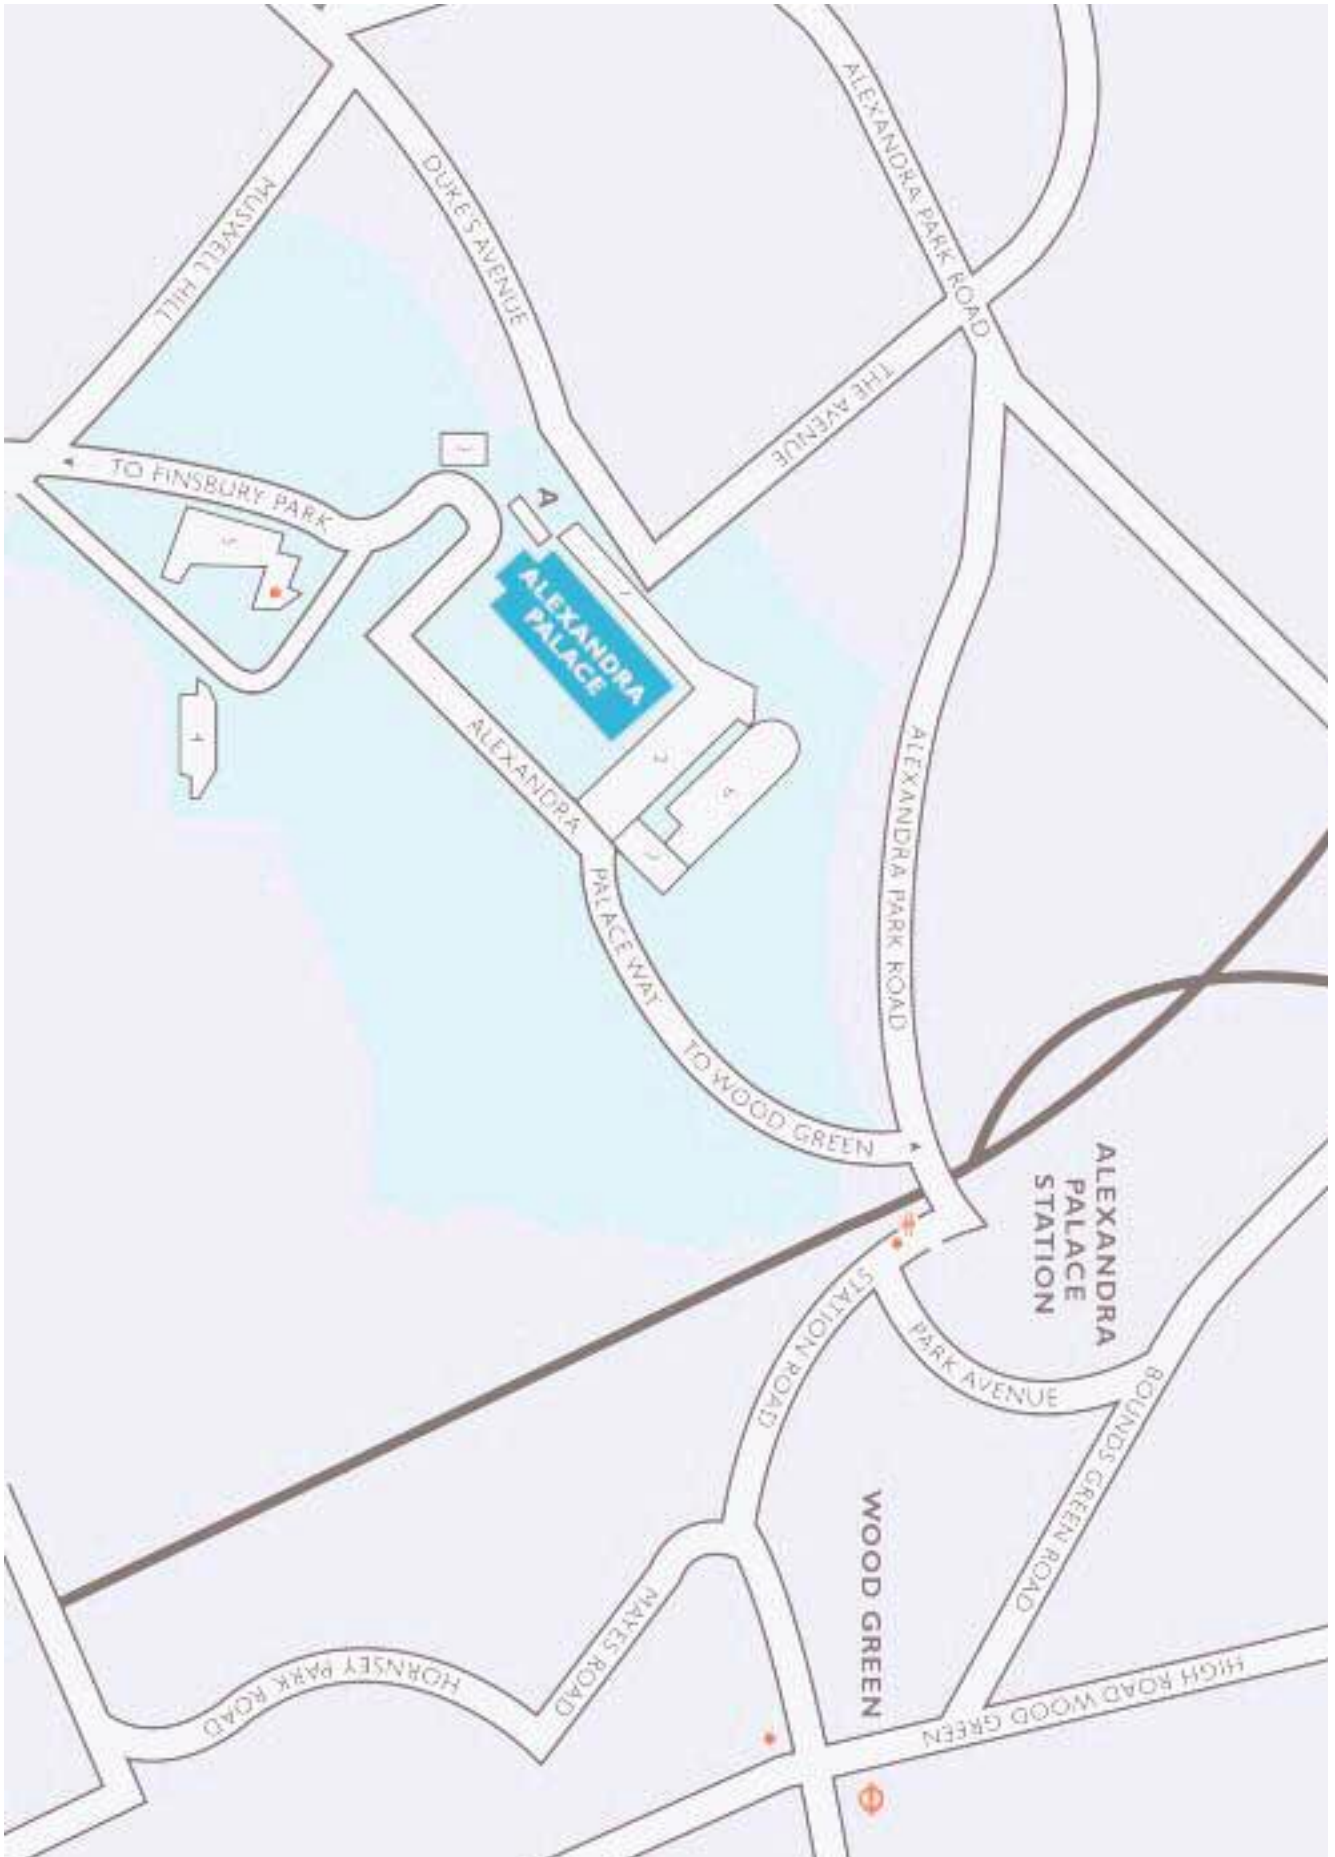 ALEXANDRA PARK ROAD
DUKE'S AVENUE
MUSWELL HILL
THE AVENUE
TO FINSBURY PARK
ALEXANDRA
PALACE
ALEXANDRA
PALACE WAY
TO WOOD GREEN
ALEXANDRA PARK ROAD
ALEXANDRA
PALACE
STATION
STATION ROAD
PARK AVENUE
BOUNDS GREEN ROAD
WOOD GREEN
MAYES ROAD
HORNSEY PARK ROAD
HIGH ROAD WOOD GREEN